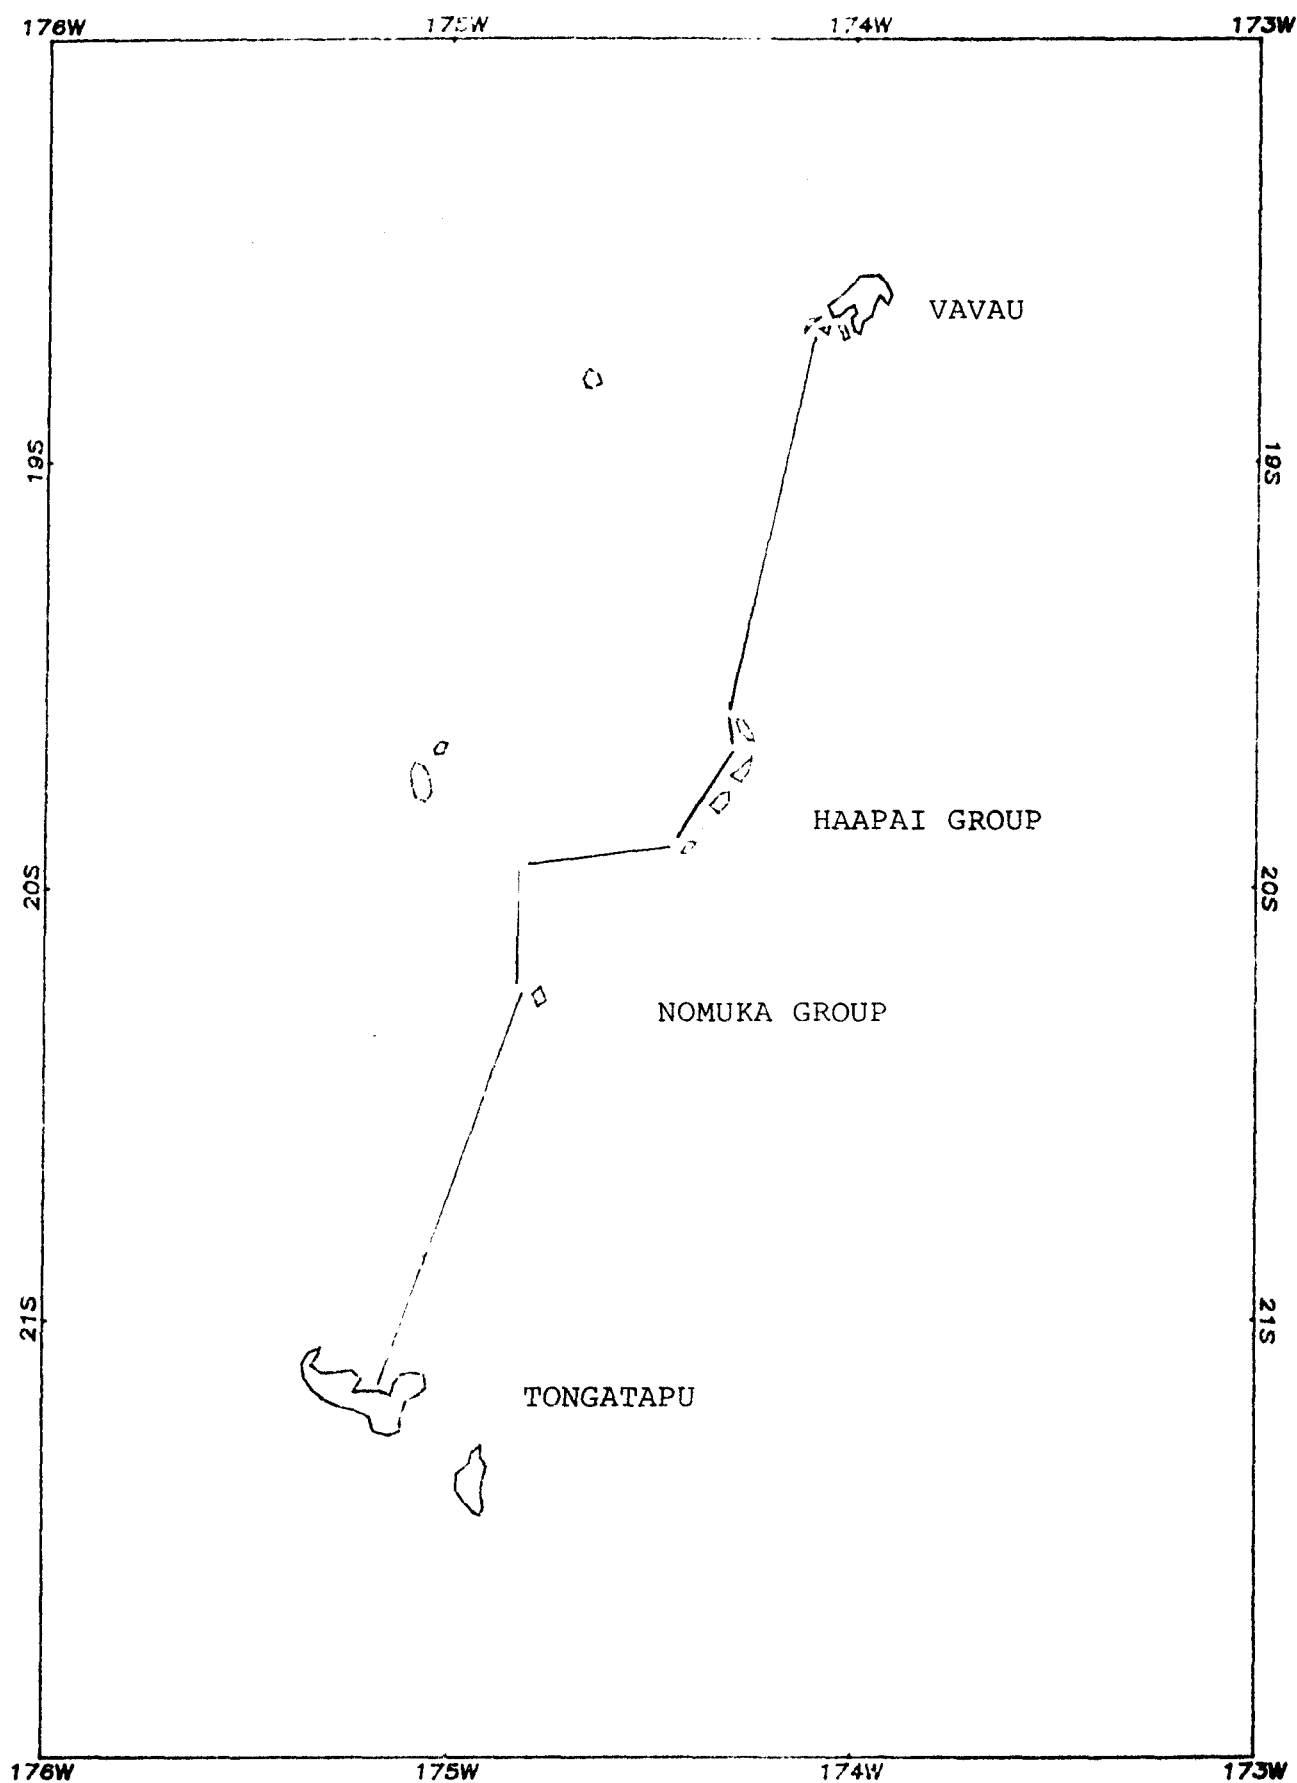 176W 175W 174W 173W
VAVAU
19S 19S
HAAPAI GROUP
20S 20S
NOMUKA GROUP
21S 21S
TONGATAPU
176W 175W 174W 173W